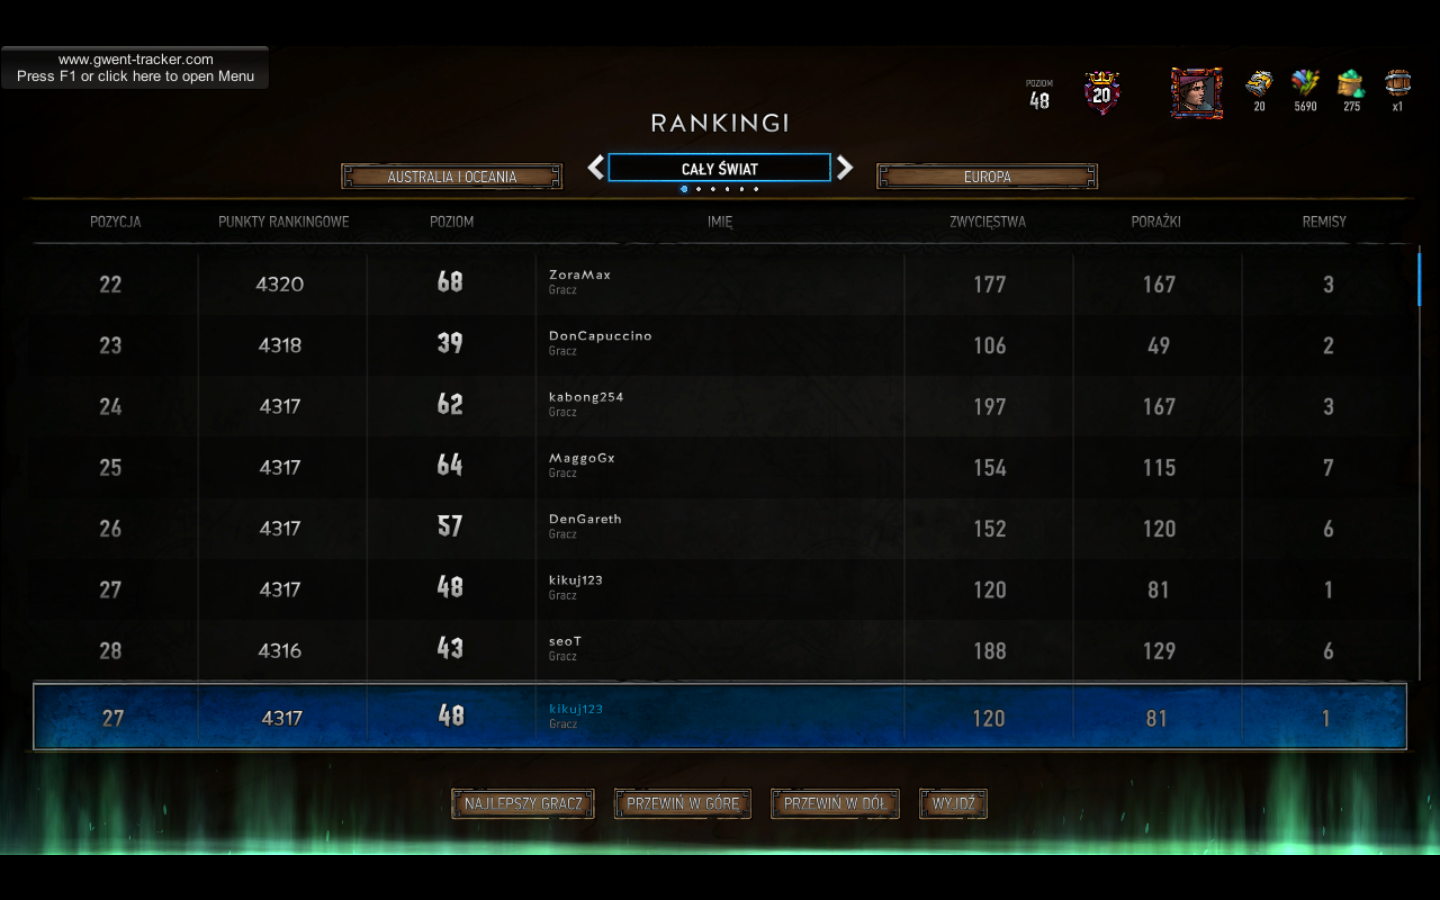 www.gwent-tracker.com
Press F1 or click here to open Menu
POZIOM
48
20
20
5690
275
x1
RANKINGI
AUSTRALIA I OCEANIA
CAŁY ŚWIAT
EUROPA
POZYCJA PUNKTY RANKINGOWE POZIOM IMIĘ ZWYCIĘSTWA PORAŻKI REMISY
22 4320 68 ZoraMax 177 167 3
Gracz
23 4318 39 DonCapuccino 106 49 2
Gracz
24 4317 62 kabong254 197 167 3
Gracz
25 4317 64 MaggoGx 154 115 7
Gracz
26 4317 57 DenGareth 152 120 6
Gracz
27 4317 48 kikuj123 120 81 1
Gracz
28 4316 43 seoT 188 129 6
Gracz
27 4317 48 kikuj123 120 81 1
Gracz
NAJLEPSZY GRACZ PRZEWIŃ W GÓRĘ PRZEWIŃ W DÓŁ WYJDŹ